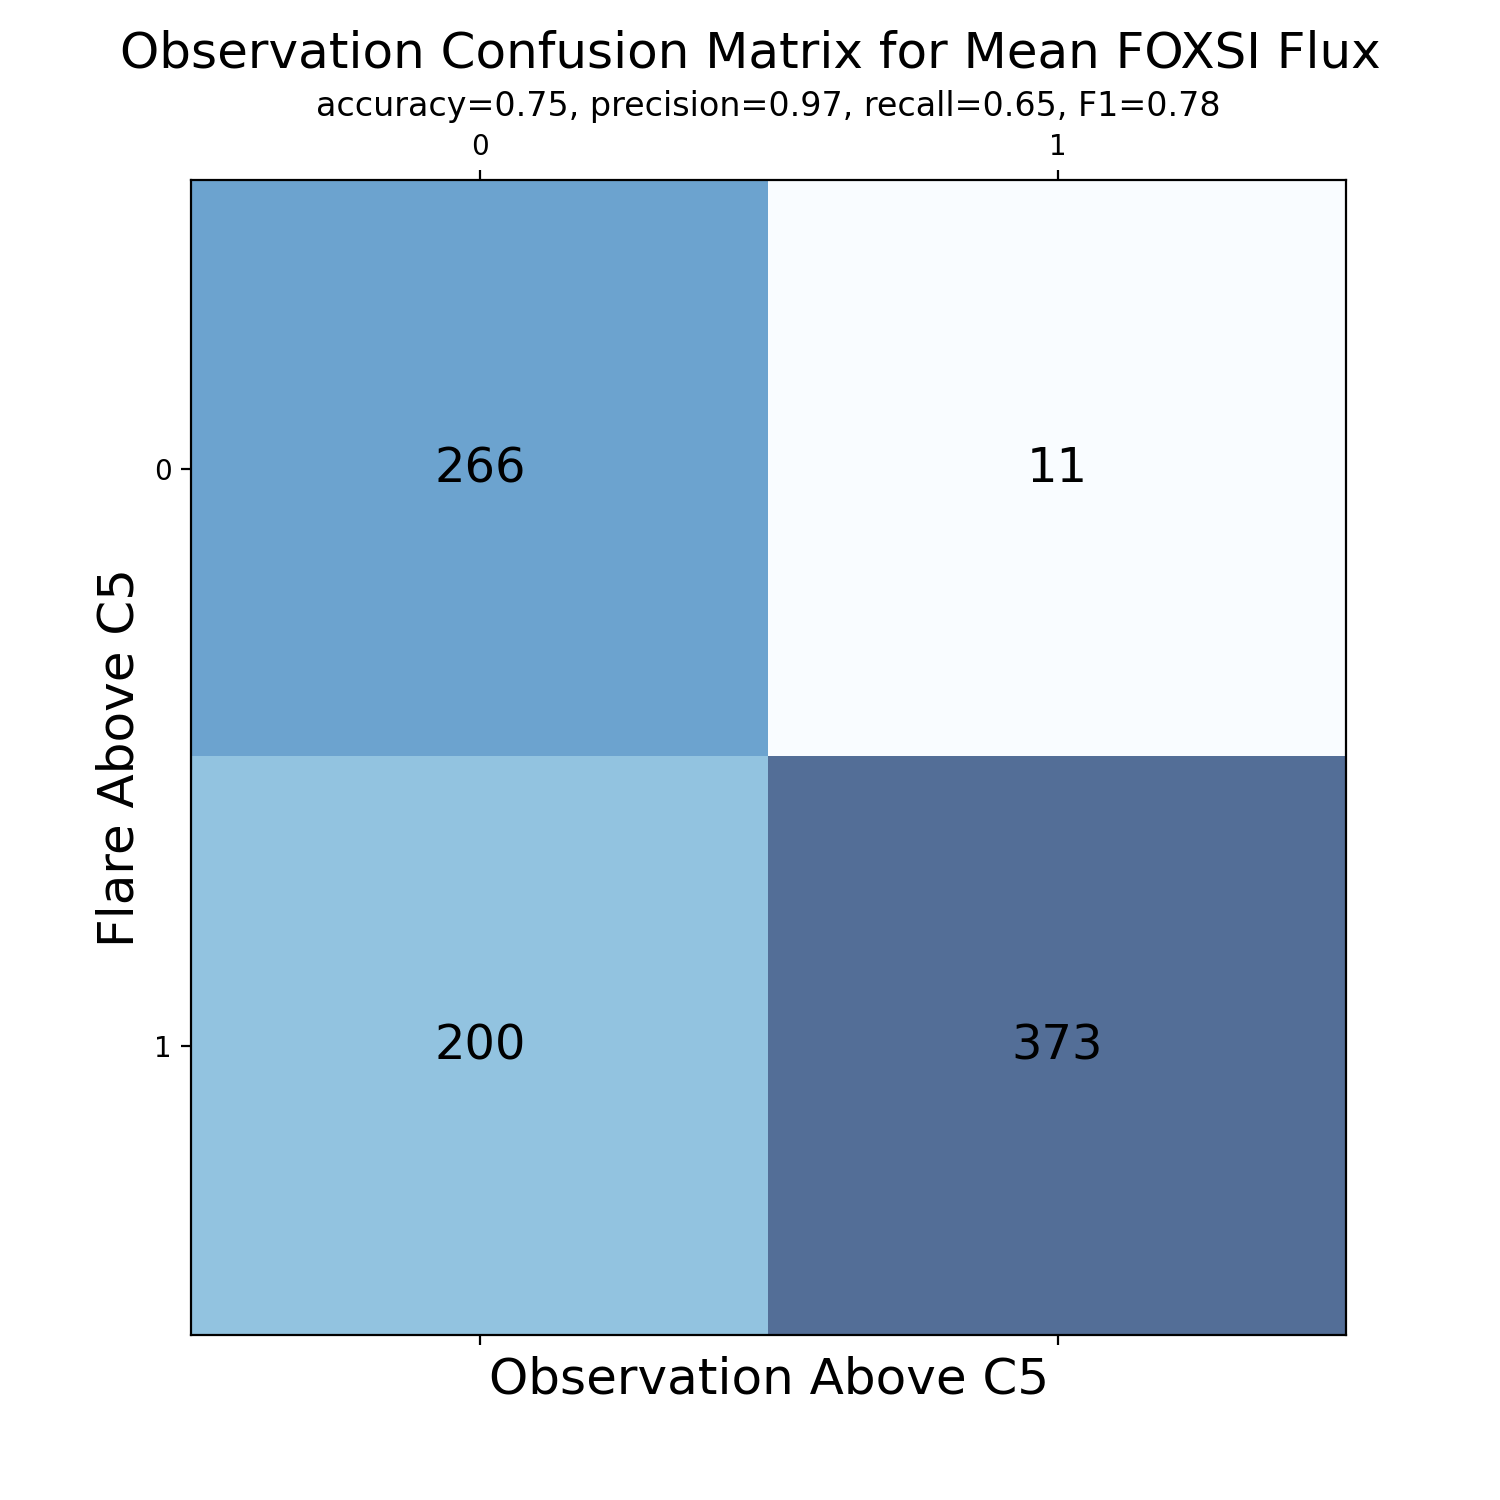 Observation Confusion Matrix for Mean FOXSI Flux
accuracy=0.75, precision=0.97, recall=0.65, F1=0.78
0 1
0 266 11
Flare Above C5
1 200 373
Observation Above C5